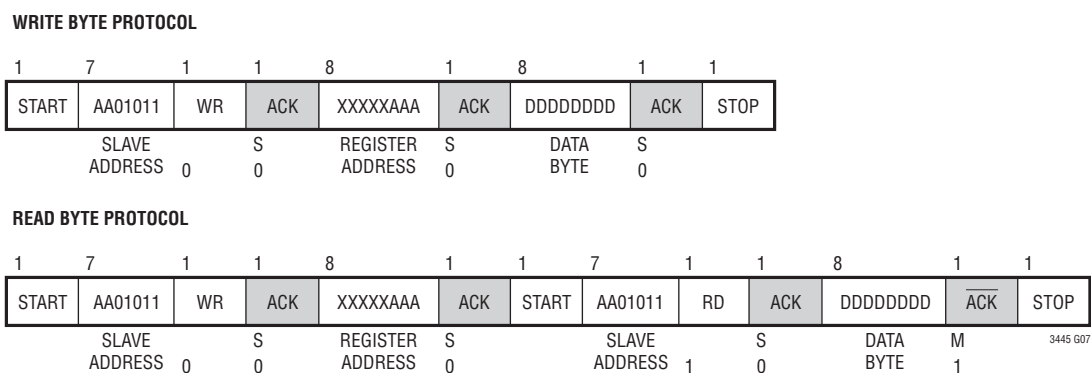 WRITE BYTE PROTOCOL
1 7 1 1 8 1 8 1 1
START AA01011 WR ACK XXXXXAAA ACK DDDDDDDD ACK STOP
SLAVE S REGISTER S DATA S
ADDRESS 0 0 ADDRESS 0 BYTE 0
READ BYTE PROTOCOL
1 7 1 1 8 1 1 7 1 1 8 1 1
START AA01011 WR ACK XXXXXAAA ACK START AA01011 RD ACK DDDDDDDD ACK STOP
SLAVE S REGISTER S SLAVE S DATA M 3445 G07
ADDRESS 0 0 ADDRESS 0 ADDRESS 1 0 BYTE 1